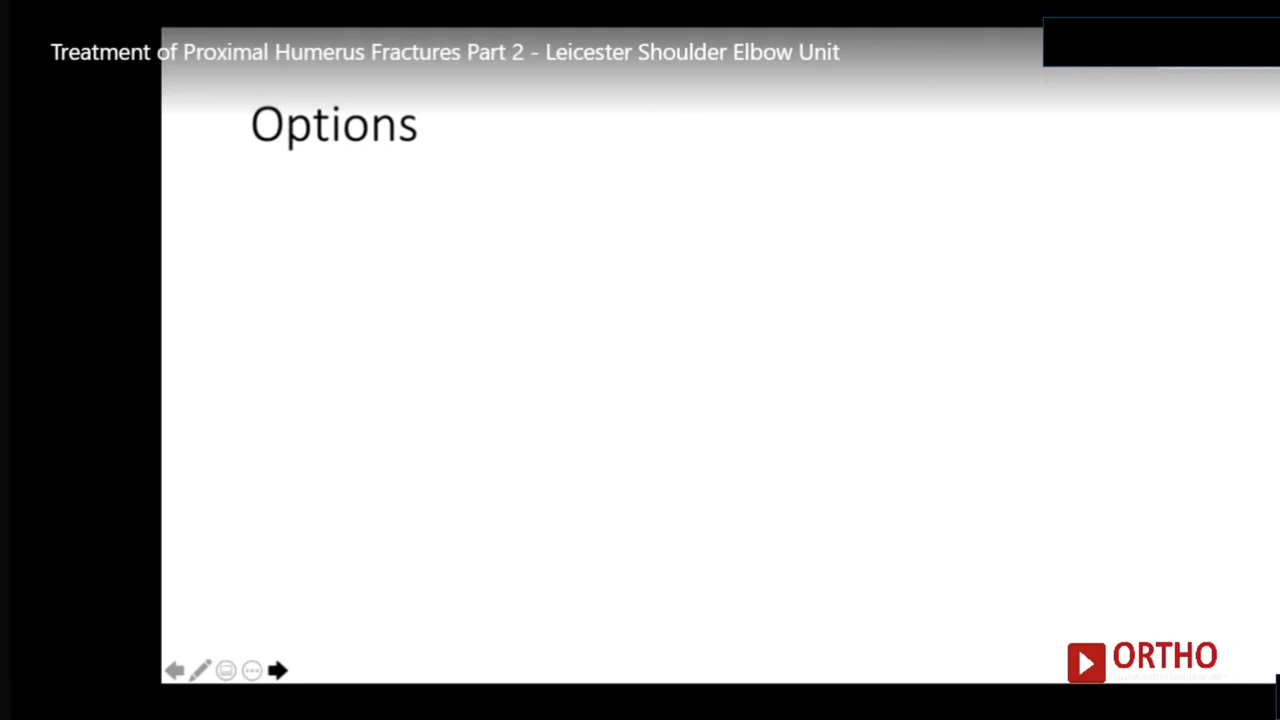 Treatment of Proximal Humerus Fractures Part 2 - Leicester Shoulder Elbow Unit
Options
ORTHO